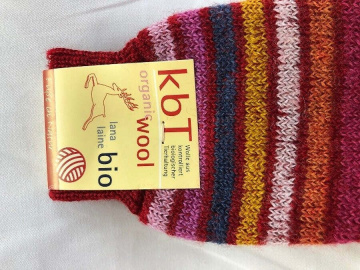 kbT
Wolle aus
kontrolliert
biologischer
Tierhaltung
organic
wool
lana
laine
bio